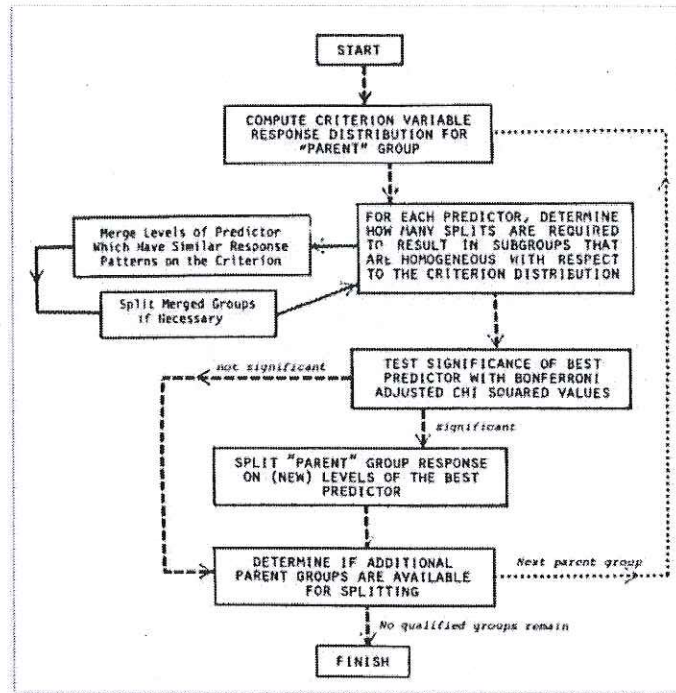 START
COMPUTE CRITERION VARIABLE
RESPONSE DISTRIBUTION FOR
"PARENT" GROUP
FOR EACH PREDICTOR, DETERMINE
HOW MANY SPLITS ARE REQUIRED
TO RESULT IN SUBGROUPS THAT
ARE HOMOGENEOUS WITH RESPECT
TO THE CRITERION DISTRIBUTION
Merge Levels of Predictor
Which Have Similar Response
Patterns on the Criterion
Split Merged Groups
if Necessary
not significant
TEST SIGNIFICANCE OF BEST
PREDICTOR WITH BONFERRONI
ADJUSTED CHI SQUARED VALUES
significant
SPLIT "PARENT" GROUP RESPONSE
ON (NEW) LEVELS OF THE BEST
PREDICTOR
DETERMINE IF ADDITIONAL
PARENT GROUPS ARE AVAILABLE
FOR SPLITTING
Next parent group
No qualified groups remain
FINISH